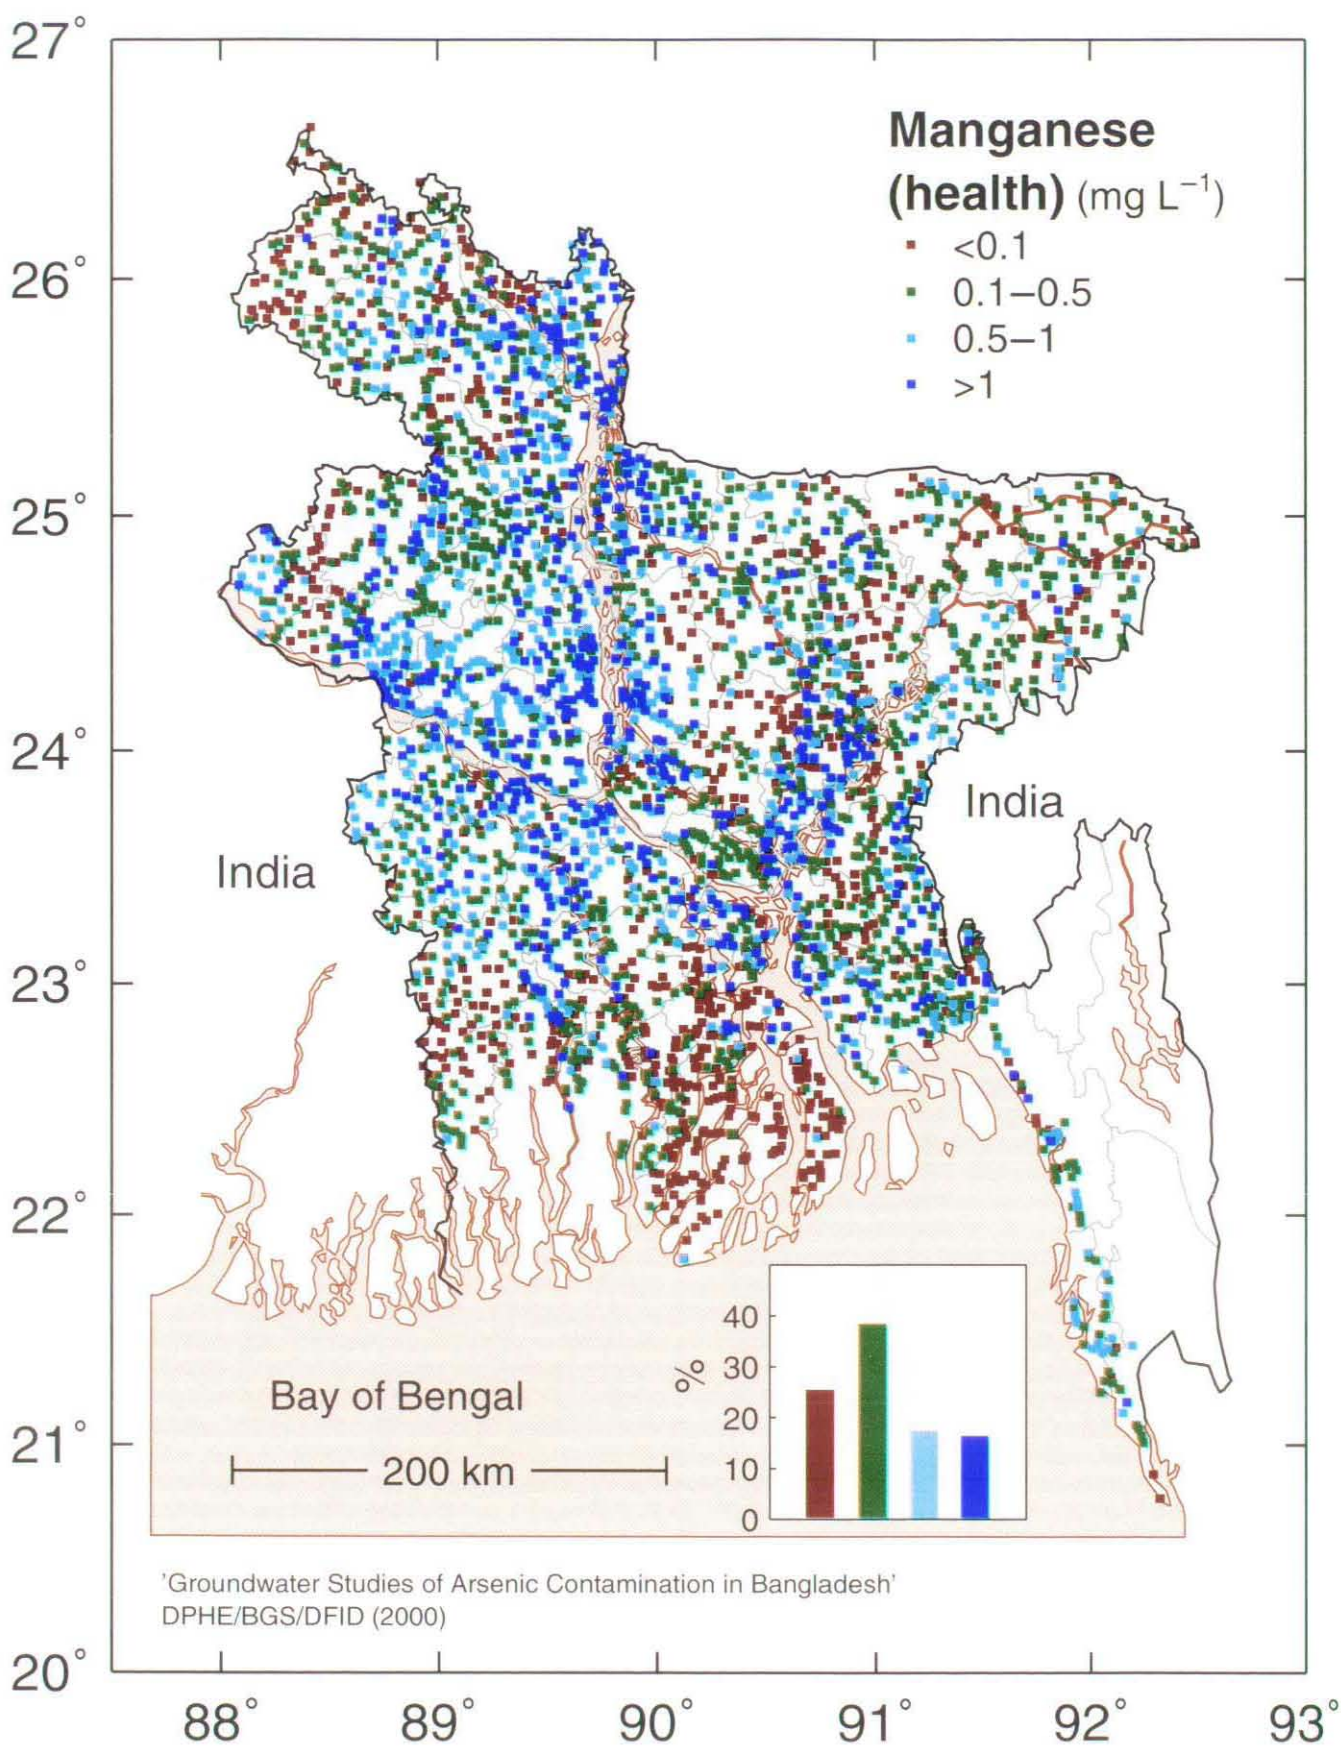 27°
26°
25°
24°
23°
22°
21°
20°
Manganese
(health) (mg L⁻¹)
<0.1
0.1–0.5
0.5–1
>1
India
India
Bay of Bengal
200 km
%
40
30
20
10
0
'Groundwater Studies of Arsenic Contamination in Bangladesh'
DPHE/BGS/DFID (2000)
88° 89° 90° 91° 92° 93°